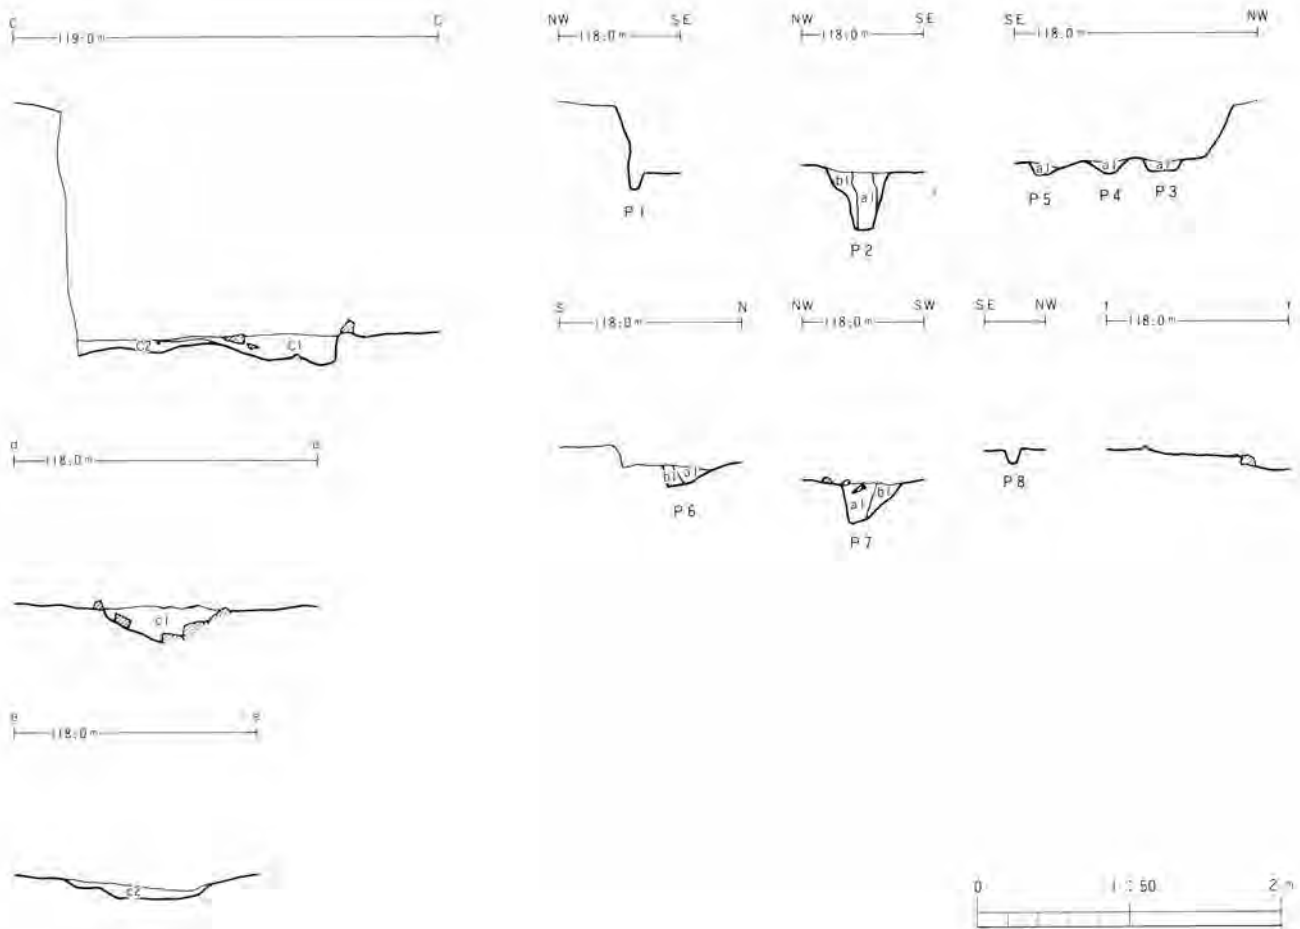 C D
119.0m
C2 C1
d d
118.0m
c1
e e
118.0m
c2
NW SE
118.0m
P1
NW SE
118.0m
b1 a1
P2
SE NW
118.0m
a1 a1 a1
P5 P4 P3
S N
118.0m
b1 a1
P6
NW SW
118.0m
a1 b1
P7
SE NW
P8
f f
118.0m
0 1:50 2m